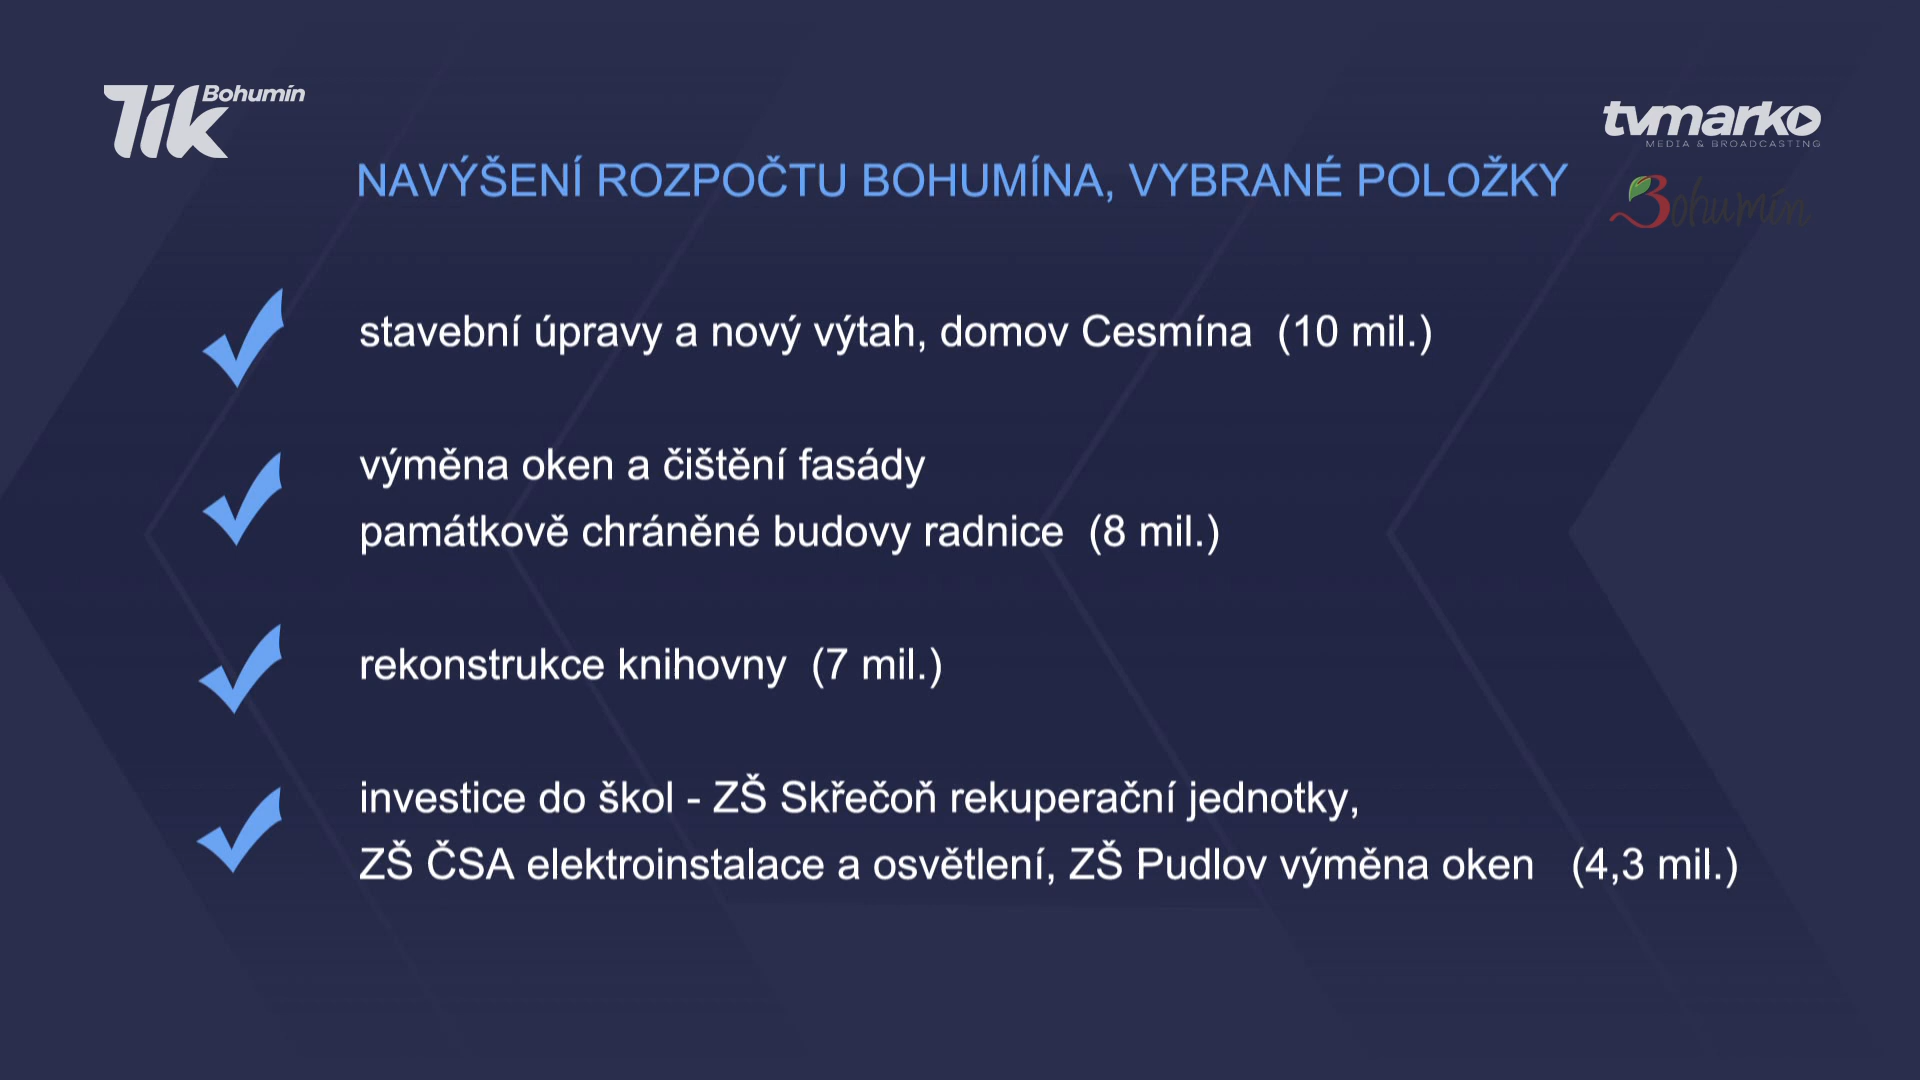 Tik Bohumín
tvmarko
MEDIA & BROADCASTING
NAVÝŠENÍ ROZPOČTU BOHUMÍNA, VYBRANÉ POLOŽKY
Bohumín
stavební úpravy a nový výtah, domov Cesmína (10 mil.)
výměna oken a čištění fasády
památkově chráněné budovy radnice (8 mil.)
rekonstrukce knihovny (7 mil.)
investice do škol - ZŠ Skřečoň rekuperační jednotky,
ZŠ ČSA elektroinstalace a osvětlení, ZŠ Pudlov výměna oken (4,3 mil.)